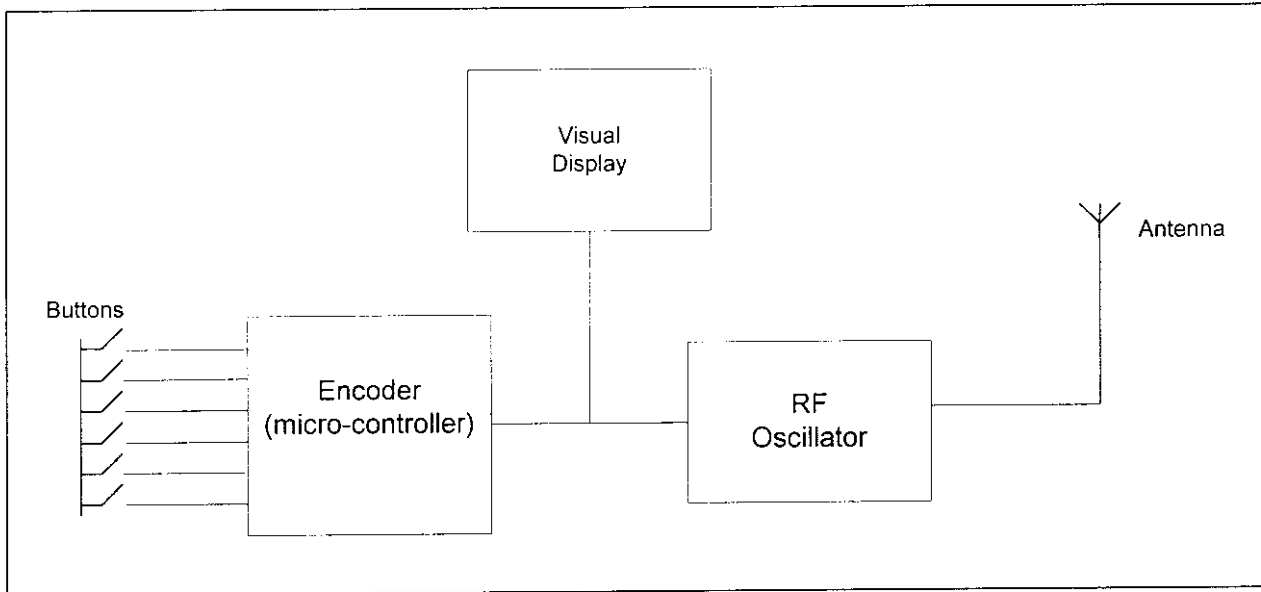 Visual
Display
Antenna
Buttons
Encoder
(micro-controller)
RF
Oscillator